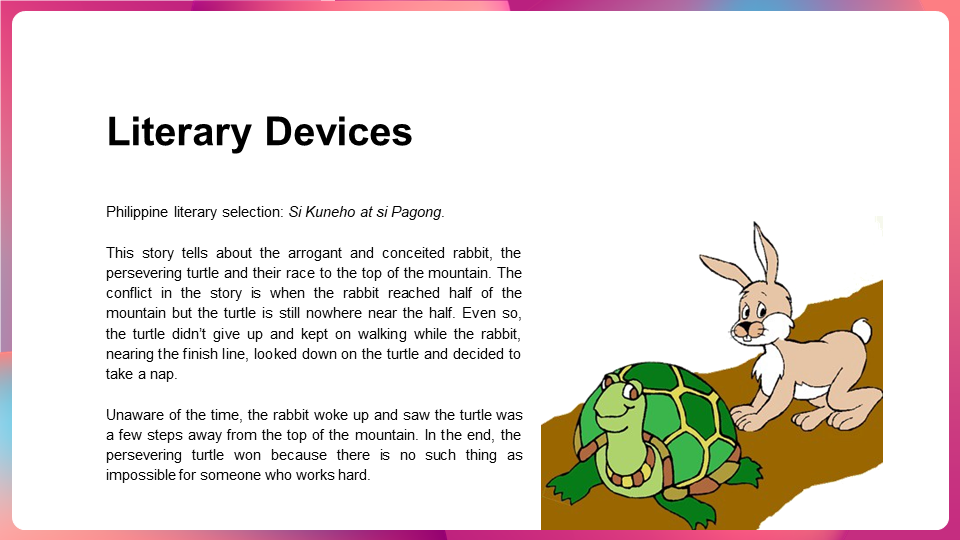 Literary Devices
Philippine literary selection: Si Kuneho at si Pagong.
This story tells about the arrogant and conceited rabbit, the
persevering turtle and their race to the top of the mountain. The
conflict in the story is when the rabbit reached half of the
mountain but the turtle is still nowhere near the half. Even so,
the turtle didn’t give up and kept on walking while the rabbit,
nearing the finish line, looked down on the turtle and decided to
take a nap.
Unaware of the time, the rabbit woke up and saw the turtle was
a few steps away from the top of the mountain. In the end, the
persevering turtle won because there is no such thing as
impossible for someone who works hard.